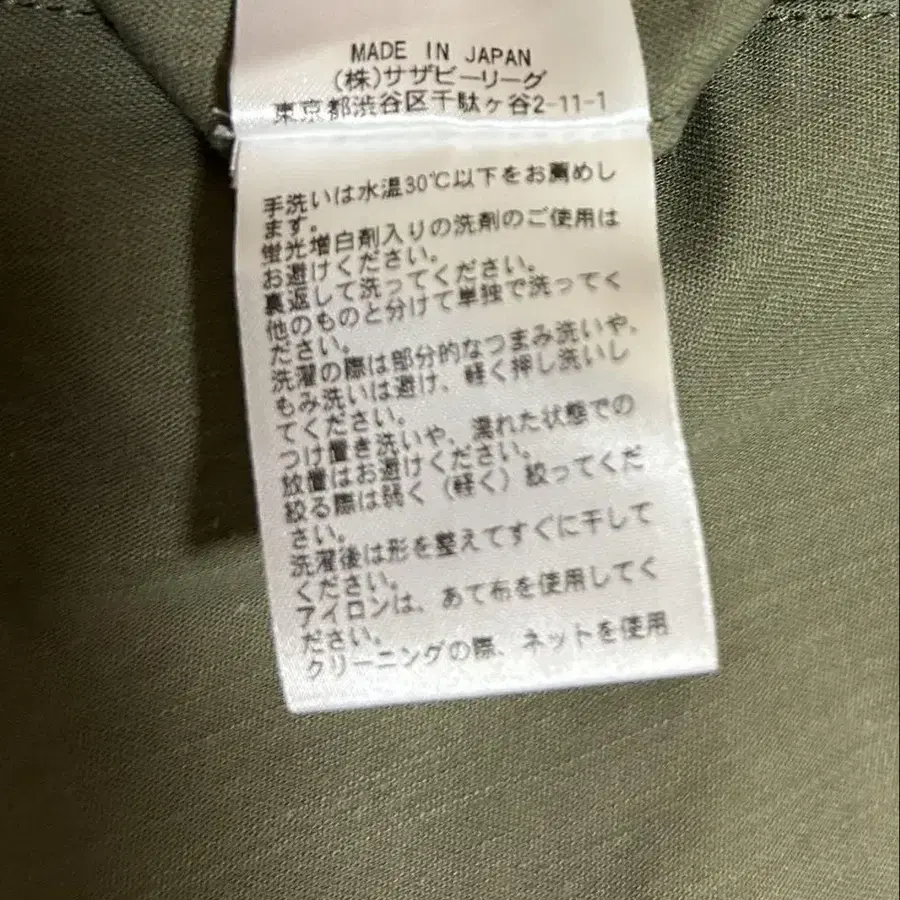 MADE IN JAPAN
(株)サザビーリーグ
東京都渋谷区千駄ヶ谷2-11-1
手洗いは水温30℃以下をお薦めし
ます。
蛍光増白剤入りの洗剤のご使用は
お避けください。
裏返して洗ってください。
他のものと分けて単独で洗ってく
ださい。
洗濯の際は部分的なつまみ洗いや、
もみ洗いは避け、軽く押し洗いし
てください。
つけ置き洗いや、濡れた状態での
放置はお避けください。
絞る際は弱く（軽く）絞ってくだ
さい。
洗濯後は形を整えてすぐに干して
ください。
アイロンは、あて布を使用してく
ださい。
クリーニングの際、ネットを使用